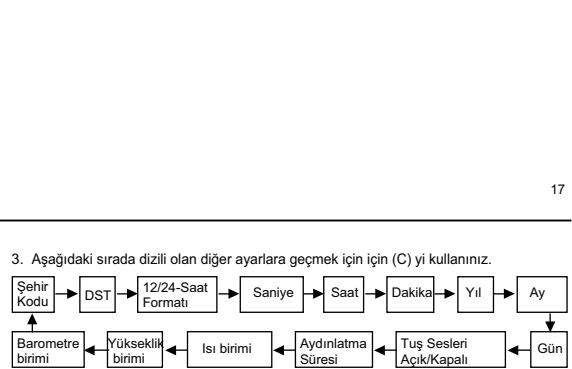 17
3. Aşağıdaki sırada dizili olan diğer ayarlara geçmek için için (C) yi kullanınız.
Şehir
Kodu
DST
12/24-Saat
Formatı
Saniye
Saat
Dakika
Yıl
Ay
Barometre
birimi
Yükseklik
birimi
Isı birimi
Aydınlatma
Süresi
Tuş Sesleri
Açık/Kapalı
Gün